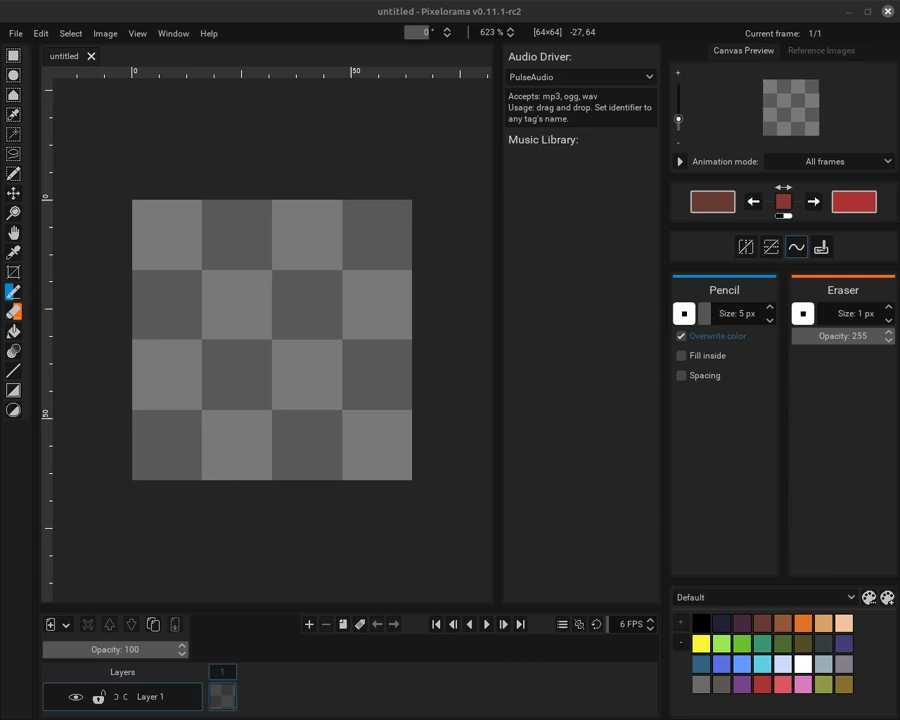 untitled - Pixelorama v0.11.1-rc2
File Edit Select Image View Window Help
0 °
623 %
[64×64] -27, 64
Current frame: 1/1
untitled
0
50
0
50
Audio Driver:
PulseAudio
Accepts: mp3, ogg, wav
Usage: drag and drop. Set identifier to
any tag's name.
Music Library:
Canvas Preview
Reference Images
+
-
Animation mode:
All frames
Pencil
Size: 5 px
Overwrite color
Fill inside
Spacing
Eraser
Size: 1 px
Opacity: 255
Default
+
-
6 FPS
Opacity: 100
Layers
1
Layer 1